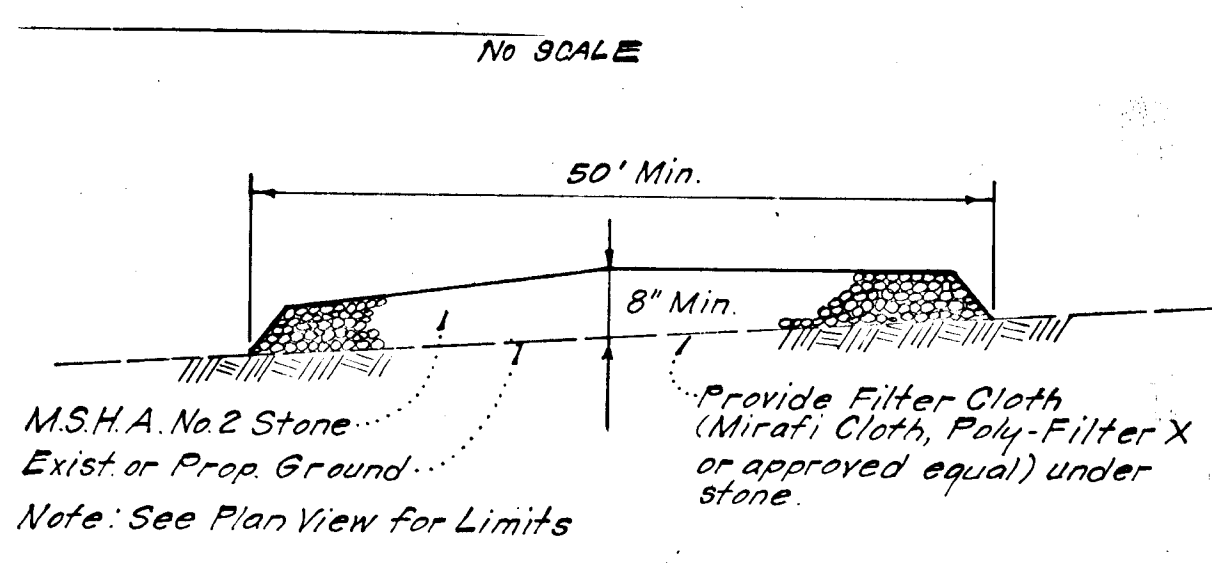 No SCALE
50' Min.
8" Min.
M.S.H.A. No. 2 Stone
Exist. or Prop. Ground
Note: See Plan View for Limits
Provide Filter Cloth
(Mirafi Cloth, Poly-Filter X
or approved equal) under
stone.